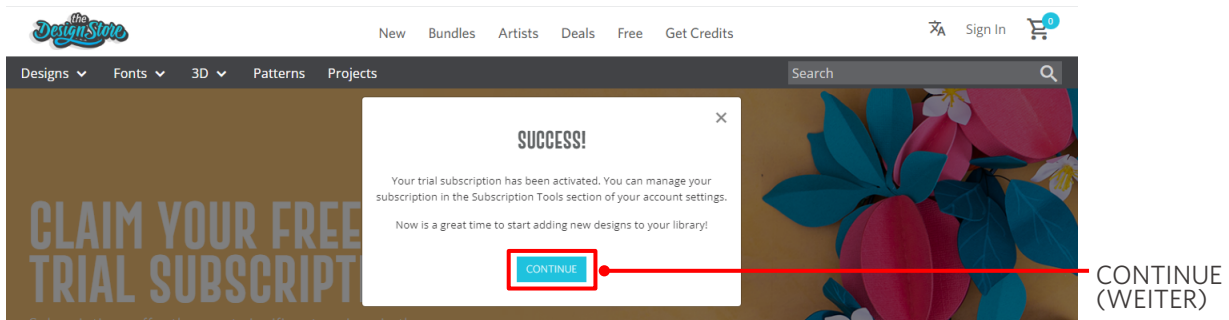 the
Design Store
New Bundles Artists Deals Free Get Credits
Sign In 0
Designs Fonts 3D Patterns Projects
Search
SUCCESS!
Your trial subscription has been activated. You can manage your
subscription in the Subscription Tools section of your account settings.
Now is a great time to start adding new designs to your library!
CONTINUE
CLAIM YOUR FREE
TRIAL SUBSCRIPTI
CONTINUE
(WEITER)